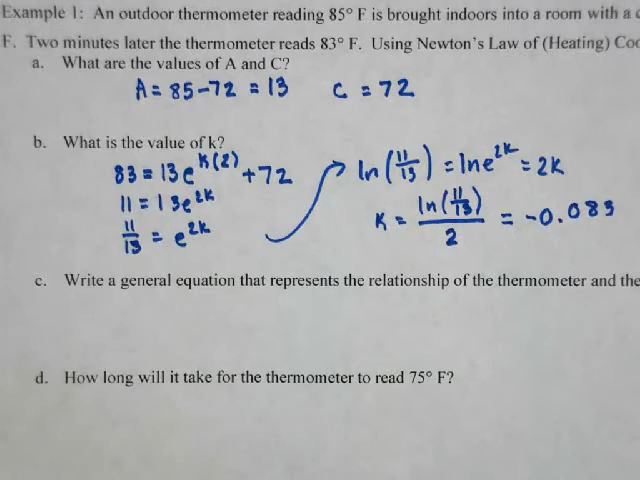 Example 1: An outdoor thermometer reading 85° F is brought indoors into a room with a
F. Two minutes later the thermometer reads 83° F. Using Newton's Law of (Heating)
a. What are the values of A and C?
A = 85-72 = 13 C = 72
b. What is the value of k?
83 = 13e^K(2) + 72
11 = 13e^2K
11/13 = e^2K
ln(11/13) = lne^2K = 2K
K = ln(11/13)/2 = -0.083
c. Write a general equation that represents the relationship of the thermometer and the
d. How long will it take for the thermometer to read 75° F?